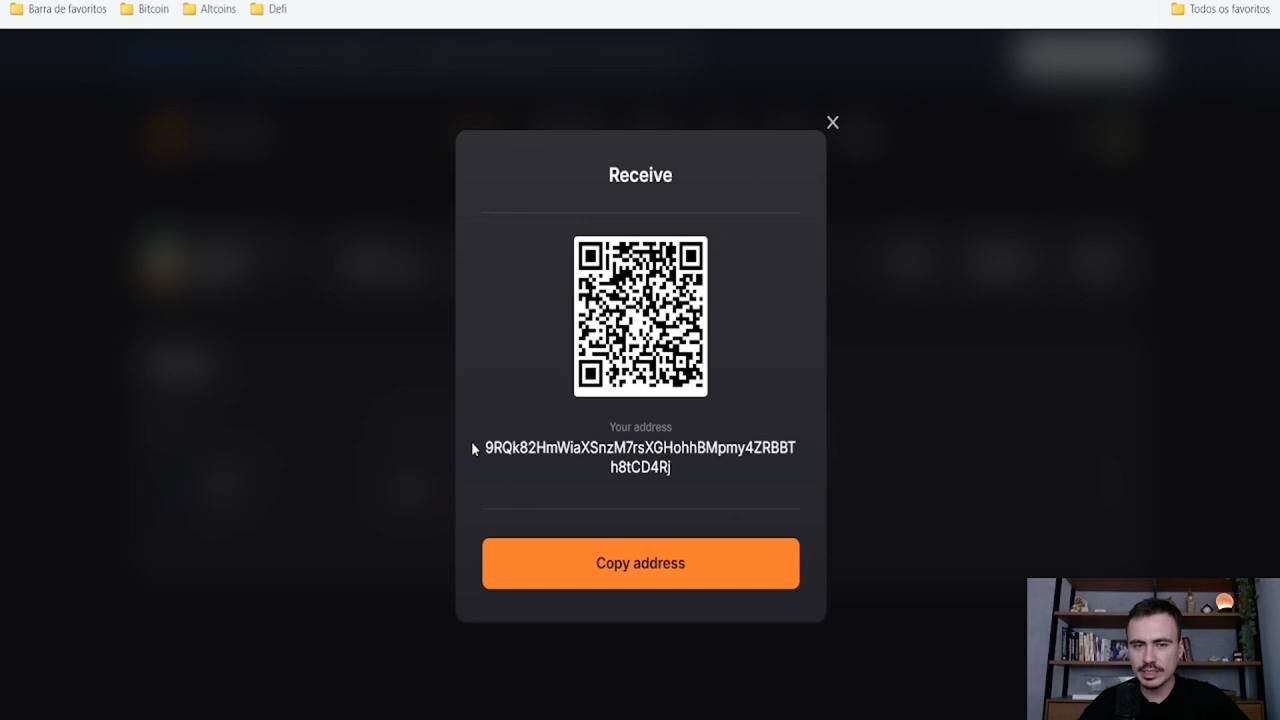 Barra de favoritos Bitcoin Altcoins Defi Todos os favoritos
X
Receive
Your address
9RQk82HmWiaXSnzM7rsXGHohhBMpmy4ZRBBT
h8tCD4Rj
Copy address